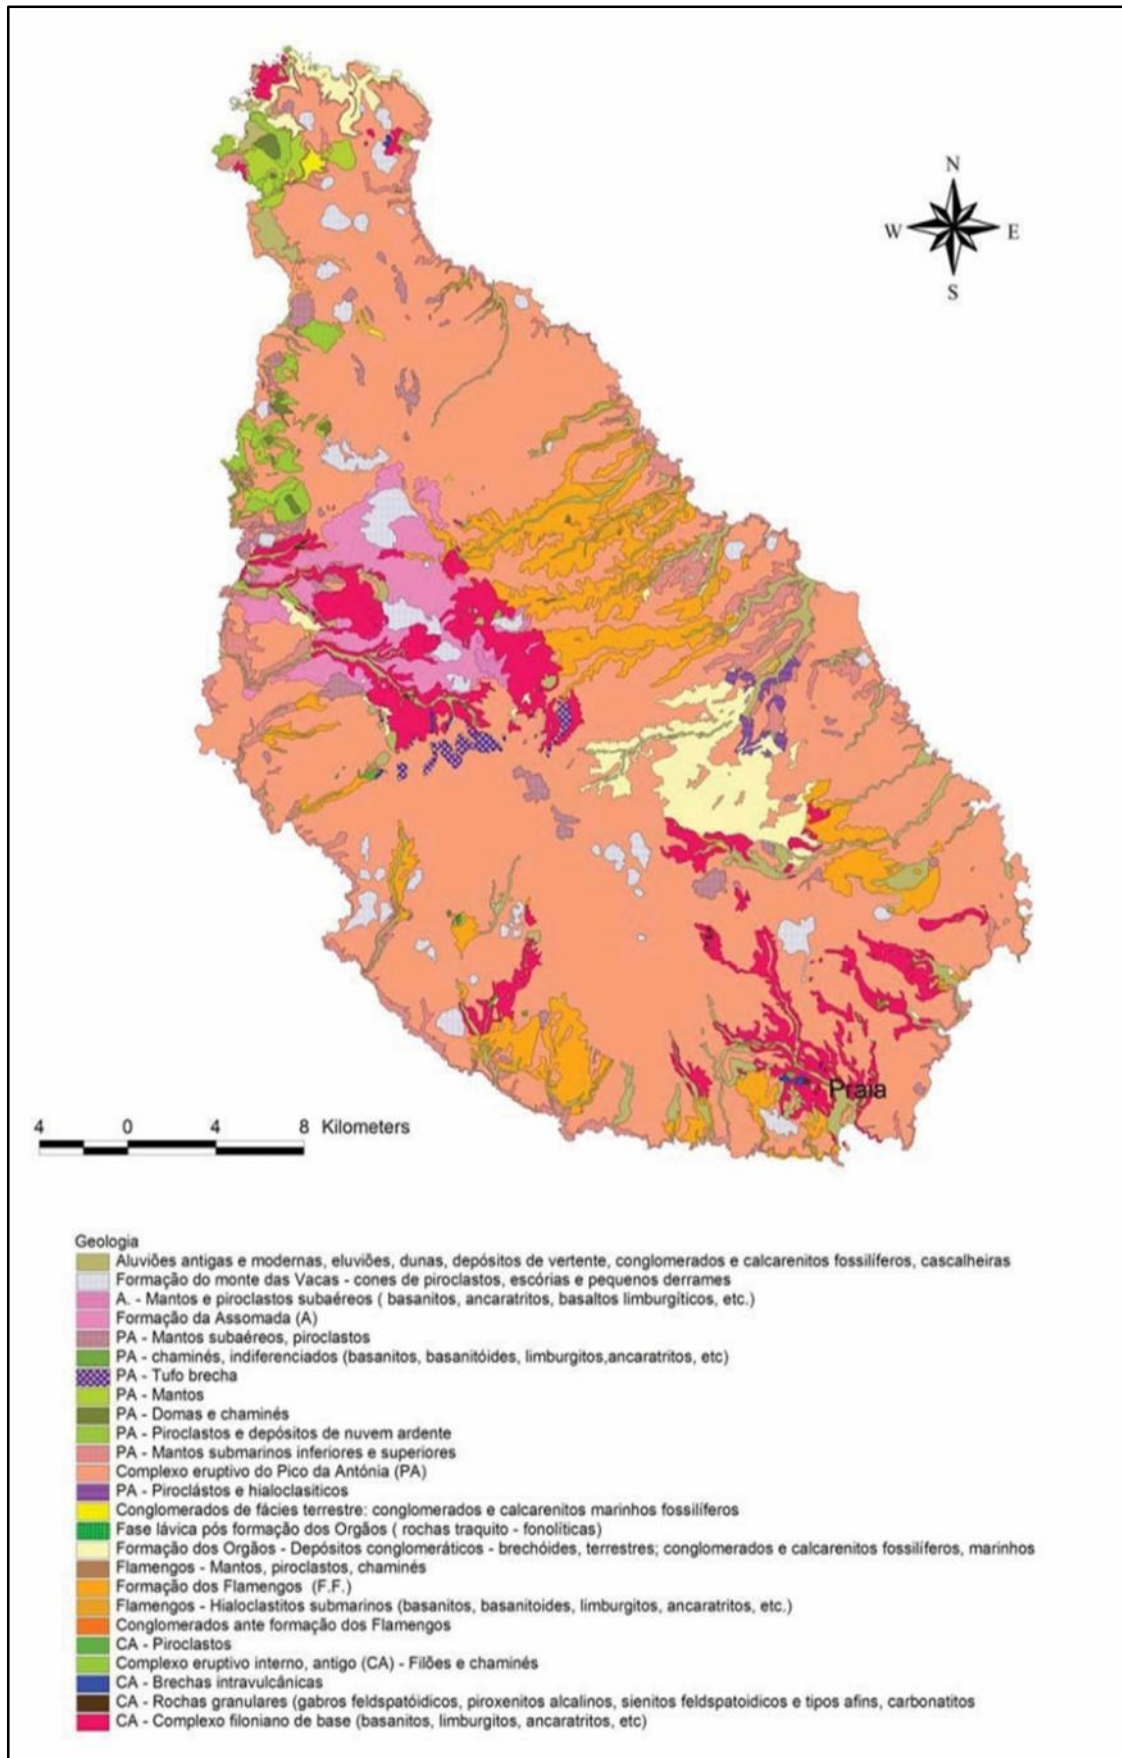 N
W
E
S
Praia
4 0 4 8 Kilometers
Geologia
Aluviões antigas e modernas, eluviões, dunas, depósitos de vertente, conglomerados e calcarenitos fossilíferos, cascalheiras
Formação do monte das Vacas - cones de piroclastos, escórias e pequenos derrames
A. - Mantos e piroclastos subaéreos ( basanitos, ancaratritos, basaltos limburgíticos, etc.)
Formação da Assomada (A)
PA - Mantos subaéreos, piroclastos
PA - chaminés, indiferenciados (basanitos, basanitóides, limburgitos,ancaratritos, etc)
PA - Tufo brecha
PA - Mantos
PA - Domas e chaminés
PA - Piroclastos e depósitos de nuvem ardente
PA - Mantos submarinos inferiores e superiores
Complexo eruptivo do Pico da Antónia (PA)
PA - Piroclástos e hialoclasiticos
Conglomerados de fácies terrestre: conglomerados e calcarenitos marinhos fossilíferos
Fase lávica pós formação dos Orgãos ( rochas traquito - fonolíticas)
Formação dos Orgãos - Depósitos conglomeráticos - brechóides, terrestres; conglomerados e calcarenitos fossilíferos, marinhos
Flamengos - Mantos, piroclastos, chaminés
Formação dos Flamengos (F.F.)
Flamengos - Hialoclastitos submarinos (basanitos, basanitoides, limburgitos, ancaratritos, etc.)
Conglomerados ante formação dos Flamengos
CA - Piroclastos
Complexo eruptivo interno, antigo (CA) - Filões e chaminés
CA - Brechas intravulcânicas
CA - Rochas granulares (gabros feldspatóidicos, piroxenitos alcalinos, sienitos feldspatoidicos e tipos afins, carbonatitos
CA - Complexo filoniano de base (basanitos, limburgitos, ancaratritos, etc)